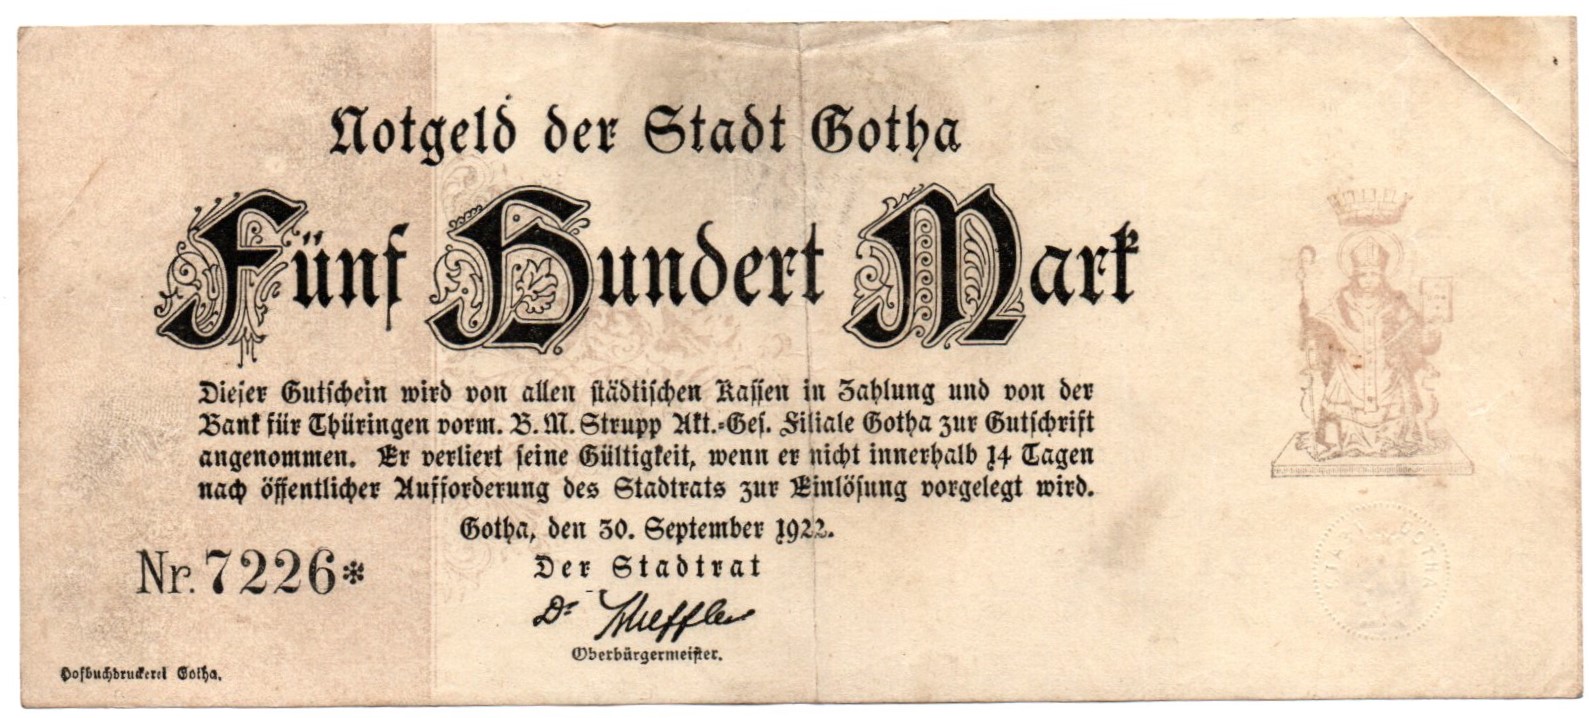 Notgeld der Stadt Gotha
Fünf Hundert Mark
Dieser Gutschein wird von allen städtischen Kassen in Zahlung und von der
Bank für Thüringen vorm. B. M. Strupp Akt.-Ges. Filiale Gotha zur Gutschrift
angenommen. Er verliert seine Gültigkeit, wenn er nicht innerhalb 14 Tagen
nach öffentlicher Aufforderung des Stadtrats zur Einlösung vorgelegt wird.
Gotha, den 30. September 1922.
Der Stadtrat
Nr. 7226*
Dr Scheffler
Oberbürgermeister.
Hofbuchdruckerei Gotha.
GOTHA